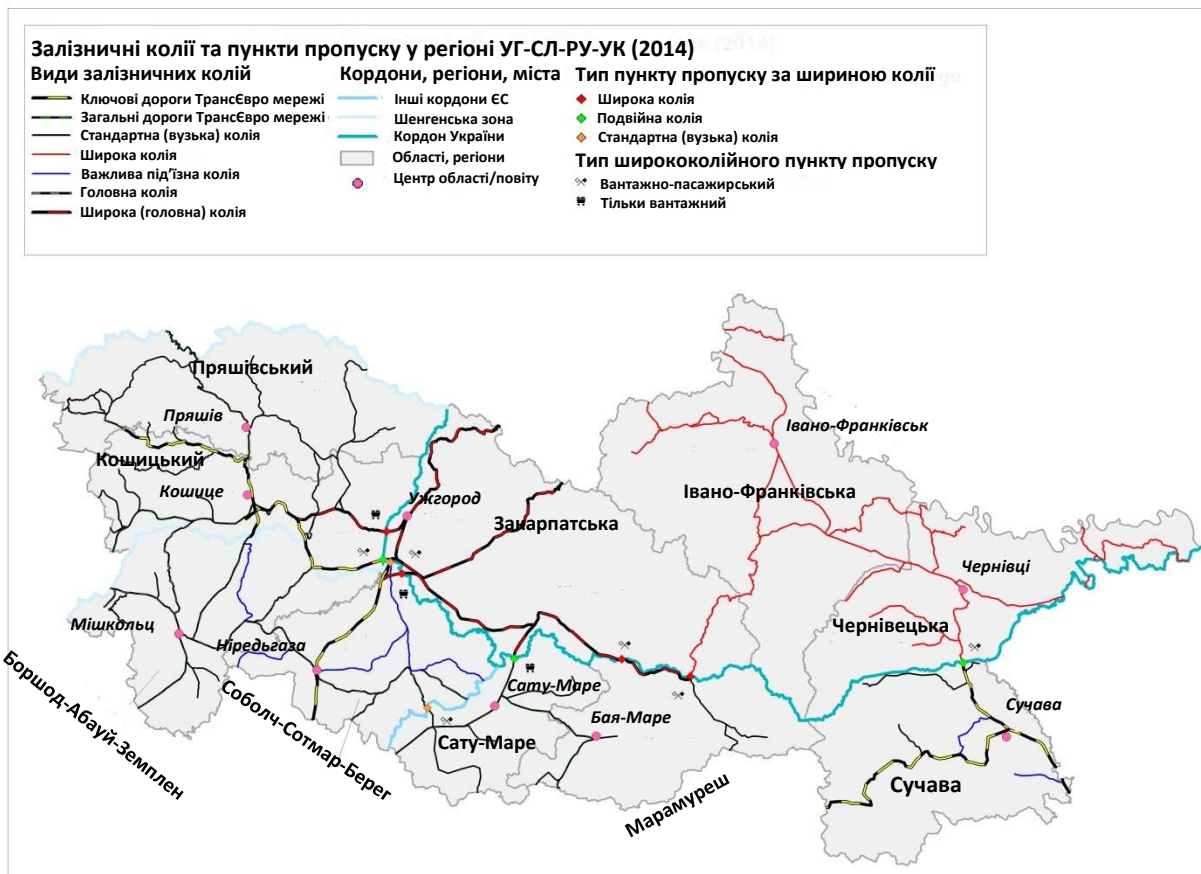 Залізничні колії та пункти пропуску у регіоні УГ-СЛ-РУ-УК (2014)
Види залізничних колій
Ключові дороги ТрансЄвро мережі
Загальні дороги ТрансЄвро мережі
Стандартна (вузька) колія
Широка колія
Важлива під’їзна колія
Головна колія
Широка (головна) колія
Кордони, регіони, міста
Інші кордони ЄС
Шенгенська зона
Кордон України
Області, регіони
Центр області/повіту
Тип пункту пропуску за шириною колії
Широка колія
Подвійна колія
Стандартна (вузька) колія
Тип ширококолійного пункту пропуску
Вантажно-пасажирський
Тільки вантажний
Пряшівський
Пряшів
Кошицький
Кошице
Ужгород
Закарпатська
Івано-Франківськ
Івано-Франківська
Чернівці
Чернівецька
Мішкольц
Ніредьгаза
Боршод-Абауй-Земплен
Соболч-Сотмар-Берег
Сату-Маре
Сату-Маре
Бая-Маре
Марамуреш
Сучава
Сучава